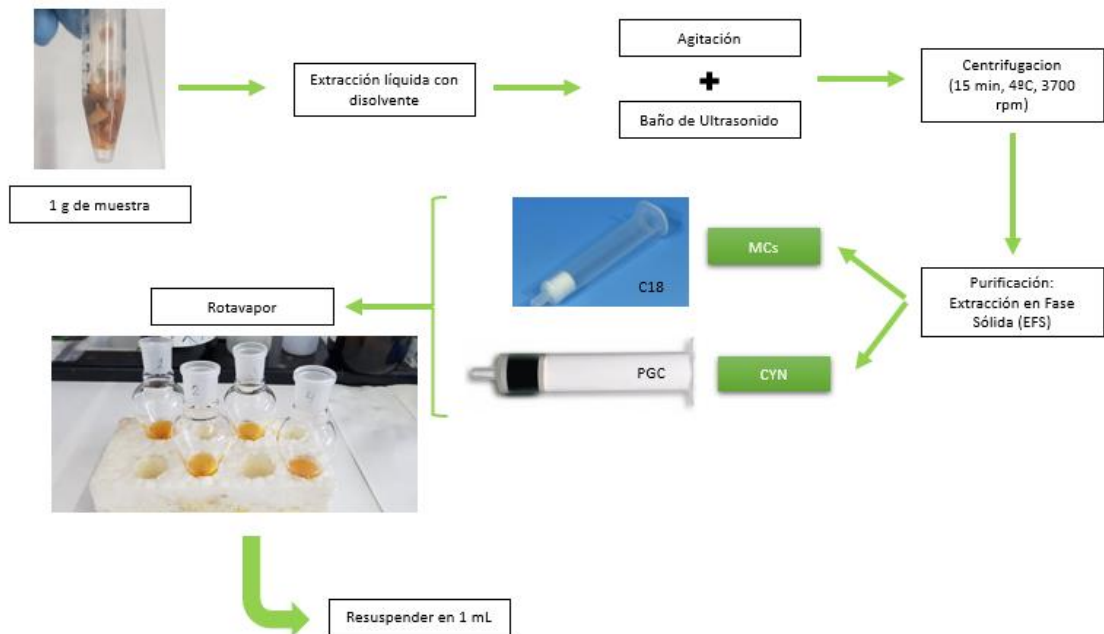 1 g de muestra
Extracción líquida con
disolvente
Agitación
Baño de Ultrasonido
Centrifugacion
(15 min, 4ºC, 3700
rpm)
Purificación:
Extracción en Fase
Sólida (EFS)
MCs
C18
CYN
PGC
Rotavapor
Resuspender en 1 mL